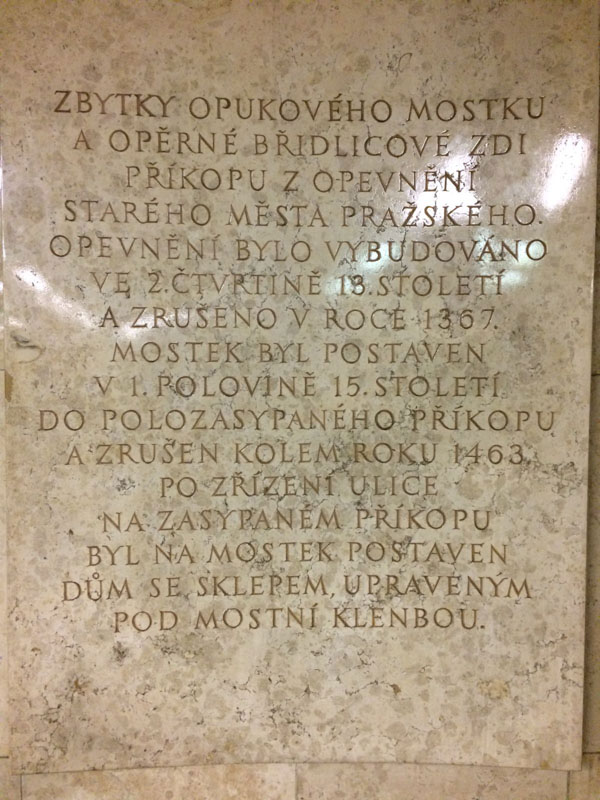 ZBYTKY OPUKOVÉHO MOSTKU
A OPĚRNÉ BŘIDLICOVÉ ZDI
PŘÍKOPU Z OPEVNĚNÍ
STARÉHO MĚSTA PRAŽSKÉHO.
OPEVNĚNÍ BYLO VYBUDOVÁNO
VE 2. ČTVRTINĚ 13. STOLETÍ
A ZRUŠENO V ROCE 1367.
MOSTEK BYL POSTAVEN
V 1. POLOVINĚ 15. STOLETÍ
DO POLOZASYPANÉHO PŘÍKOPU
A ZRUŠEN KOLEM ROKU 1463.
PO ZŘÍZENÍ ULICE
NA ZASYPANÉM PŘÍKOPU
BYL NA MOSTEK POSTAVEN
DŮM SE SKLEPEM, UPRAVENÝM
POD MOSTNÍ KLENBOU.